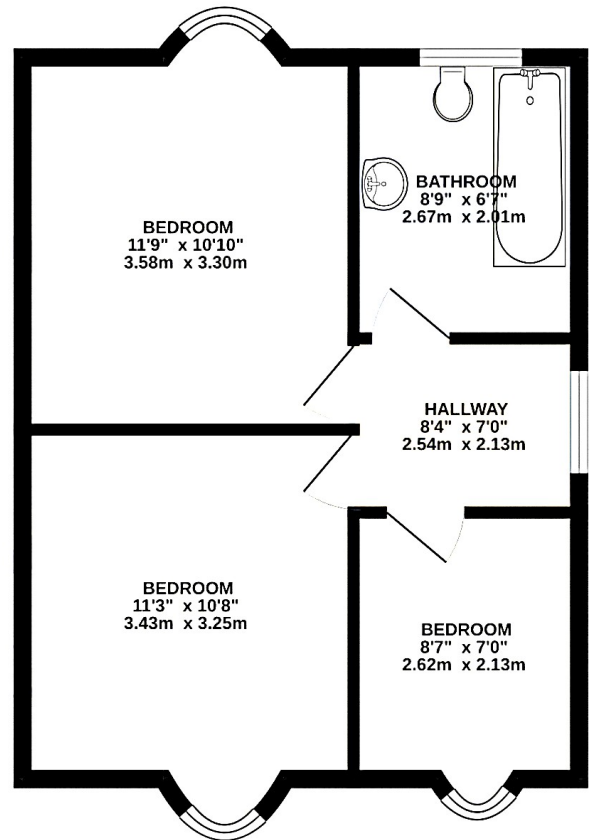 BEDROOM
11'9" x 10'10"
3.58m x 3.30m
BATHROOM
8'9" x 6'7"
2.67m x 2.01m
HALLWAY
8'4" x 7'0"
2.54m x 2.13m
BEDROOM
11'3" x 10'8"
3.43m x 3.25m
BEDROOM
8'7" x 7'0"
2.62m x 2.13m